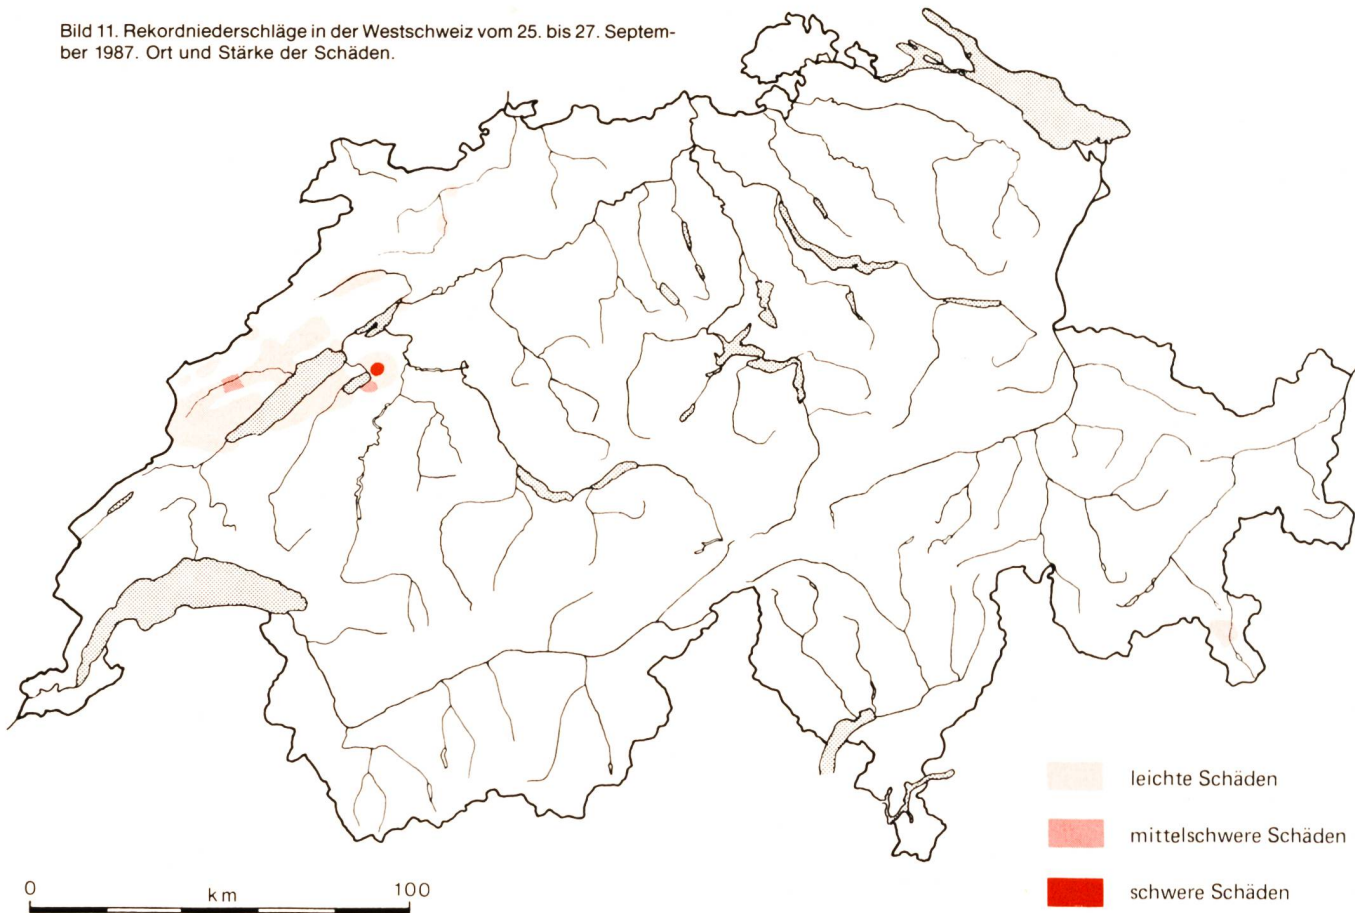 Bild 11. Rekordniederschläge in der Westschweiz vom 25. bis 27. Septem-
ber 1987. Ort und Stärke der Schäden.
leichte Schäden
mittelschwere Schäden
schwere Schäden
0 km 100